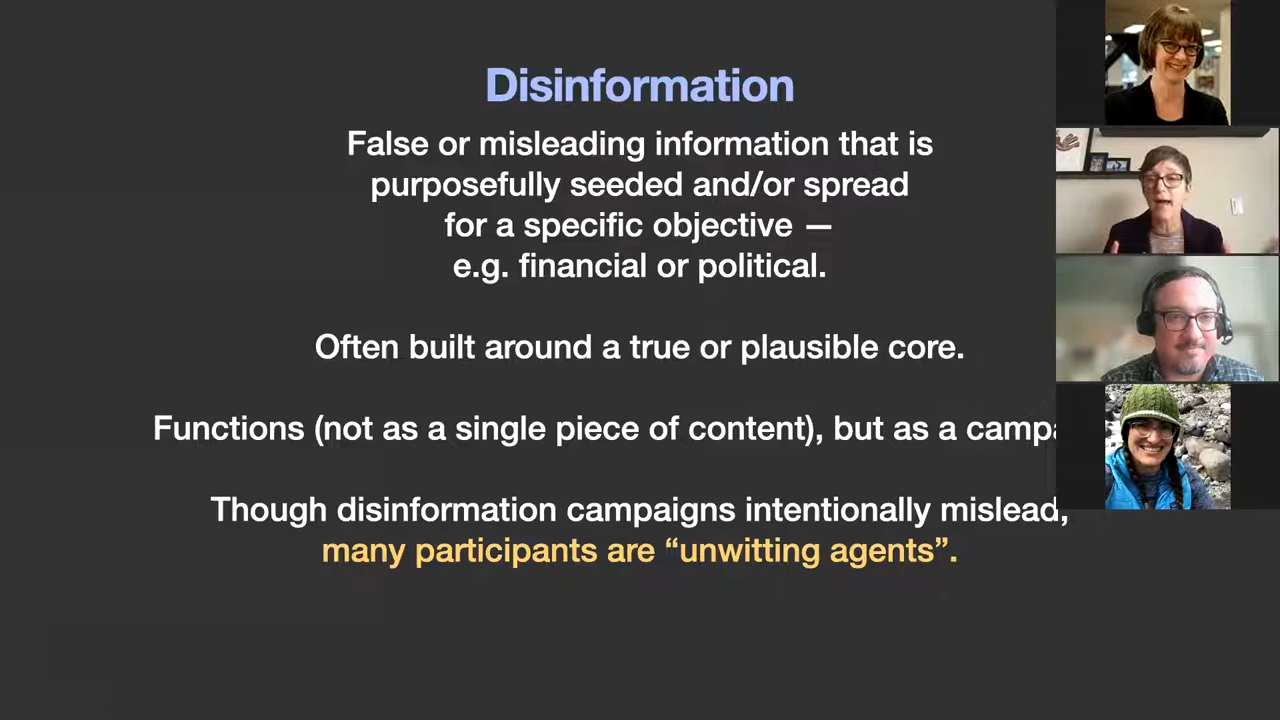 Disinformation
False or misleading information that is
purposefully seeded and/or spread
for a specific objective —
e.g. financial or political.
Often built around a true or plausible core.
Functions (not as a single piece of content), but as a
Though disinformation campaigns intentionally mislead,
many participants are “unwitting agents”.